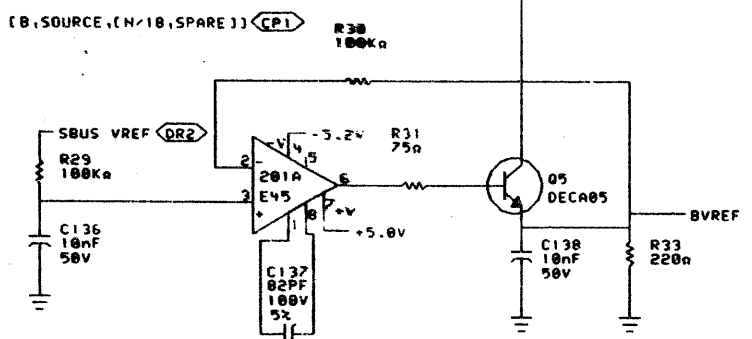 [B,SOURCE,[N/18,SPARE]] CP1
R30
100KΩ
SBUS VREF DR2
R29
100KΩ
-5.2V
R31
75Ω
-V 4
5
2 -
201A
6
3
E45
+
1
8
+V
7
+5.0V
Q5
DECA05
BVREF
C136
10nF
50V
C137
82PF
100V
5%
C138
10nF
50V
R33
220Ω